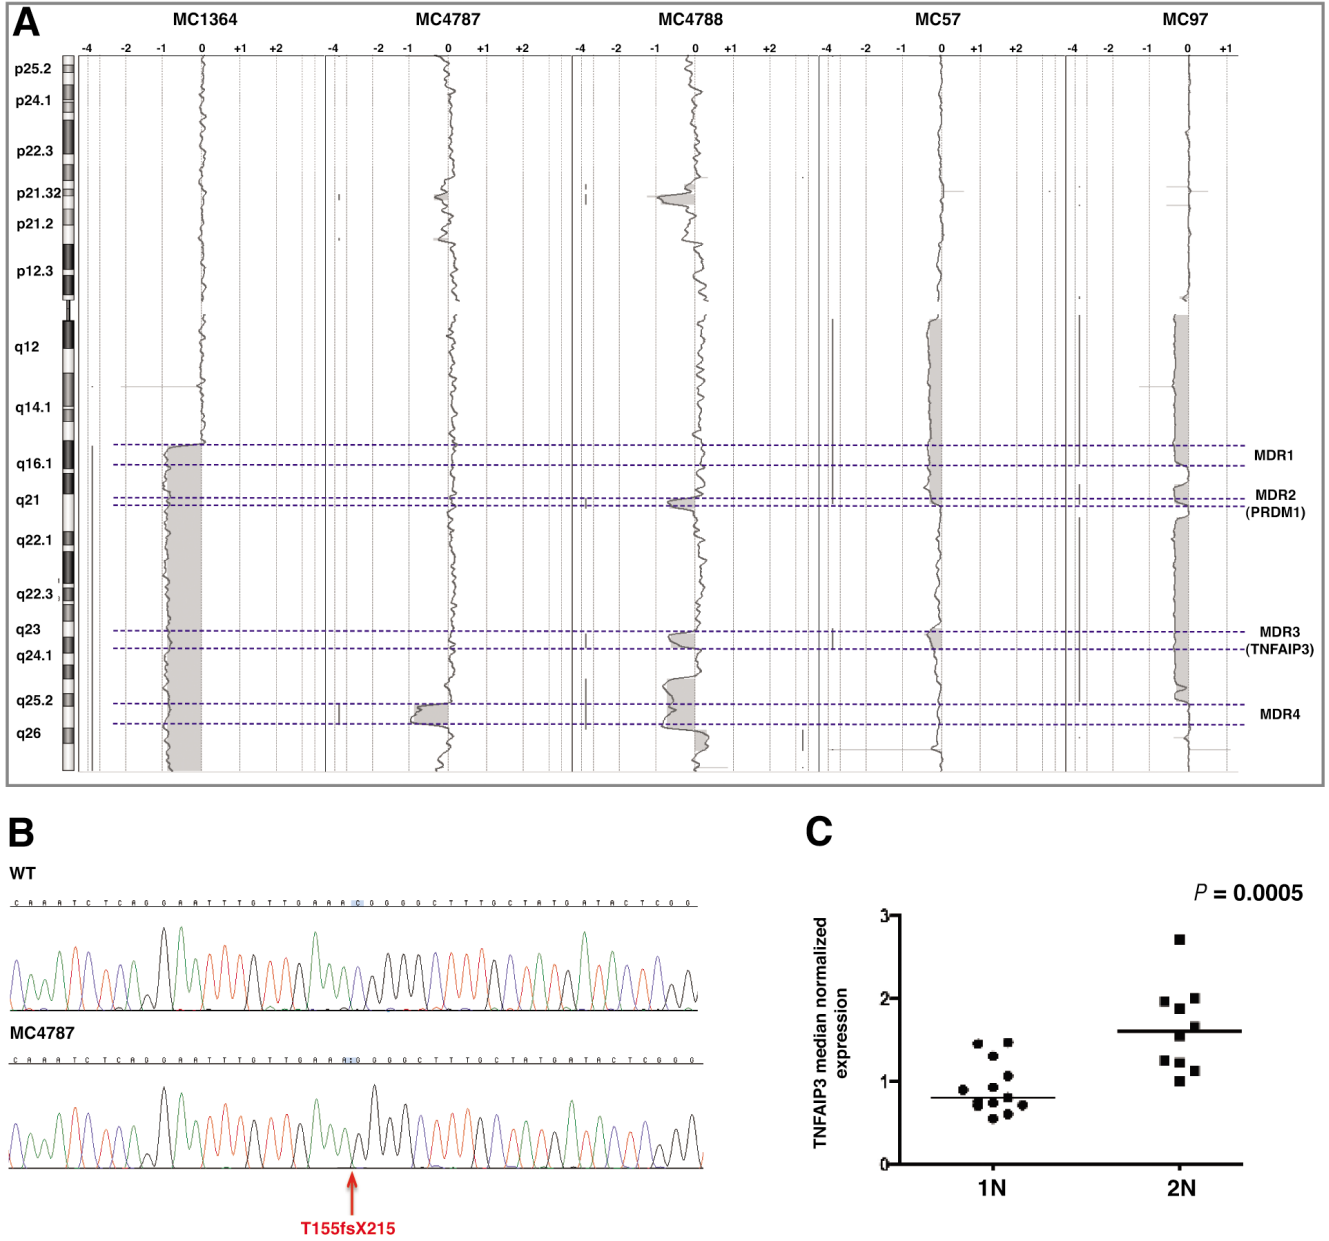 A
MC1364 MC4787 MC4788 MC57 MC97
-4 -2 -1 0 +1 +2 -4 -2 -1 0 +1 +2 -4 -2 -1 0 +1 +2 -4 -2 -1 0 +1 +2 -4 -2 -1 0 +1
p25.2
p24.1
p22.3
p21.32
p21.2
p12.3
q12
q14.1
q16.1
q21
q22.1
q22.3
q23
q24.1
q25.2
q26
MDR1
MDR2
(PRDM1)
MDR3
(TNFAIP3)
MDR4
B
WT
C A A A T C T C A G G A A T T T G T T G A A A C G G G G C T T T G C T A T G A T A C T C G G
MC4787
C A A A T C T C A G G A A T T T G T T G A A A : G G G G C T T T G C T A T G A T A C T C G G G
T155fsX215
C
P = 0.0005
TNFAIP3 median normalized
expression
3
2
1
0
1N 2N